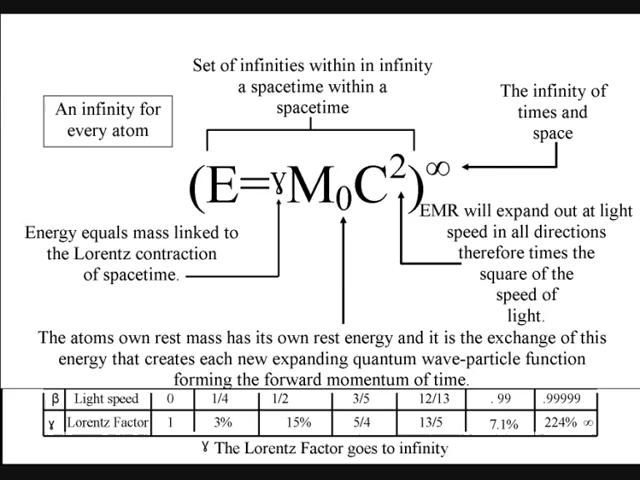 Set of infinities within in infinity
a spacetime within a
spacetime
An infinity for
every atom
The infinity of
times and
space
(E=ɣM₀C²)∞
Energy equals mass linked to
the Lorentz contraction
of spacetime.
EMR will expand out at light
speed in all directions
therefore times the
square of the
speed of
light.
The atoms own rest mass has its own rest energy and it is the exchange of this
energy that creates each new expanding quantum wave-particle function
forming the forward momentum of time.
β Light speed 0 1/4 1/2 3/5 12/13 . 99 .99999
ɣ Lorentz Factor 1 3% 15% 5/4 13/5 7.1% 224% ∞
ɣ The Lorentz Factor goes to infinity